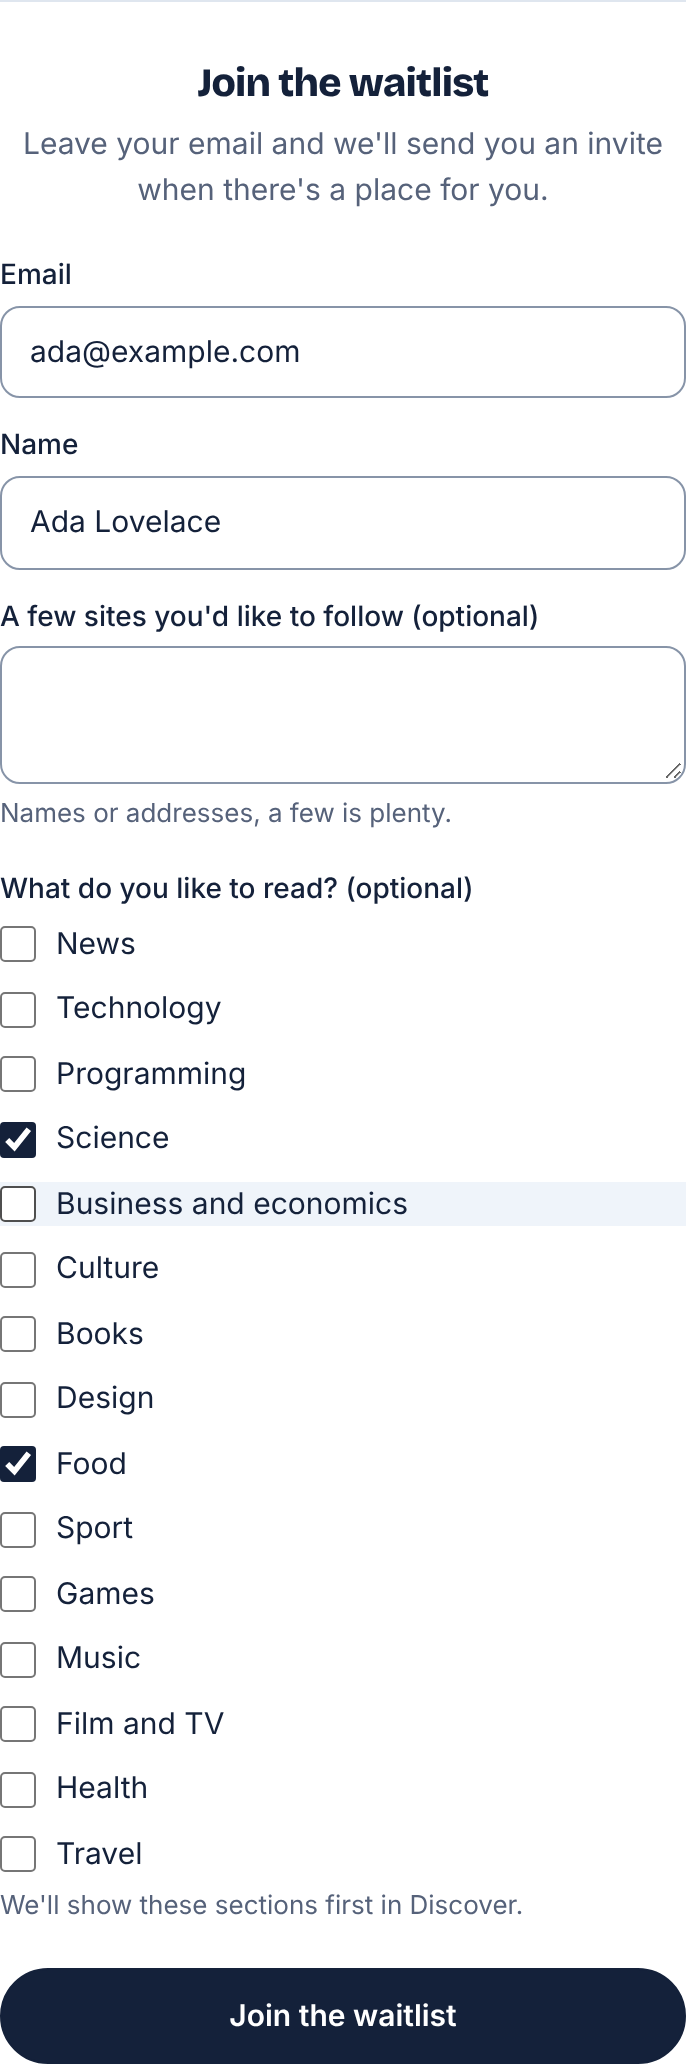 Join the waitlist
Leave your email and we'll send you an invite
when there's a place for you.
Email
ada@example.com
Name
Ada Lovelace
A few sites you'd like to follow (optional)
Names or addresses, a few is plenty.
What do you like to read? (optional)
News
Technology
Programming
Science
Business and economics
Culture
Books
Design
Food
Sport
Games
Music
Film and TV
Health
Travel
We'll show these sections first in Discover.
Join the waitlist